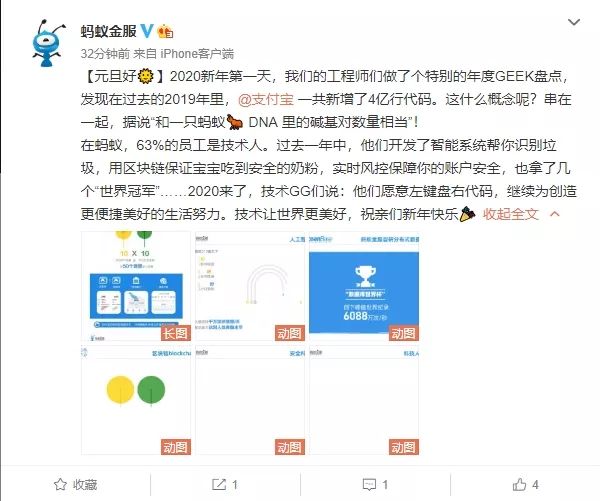 蚂蚁金服
32分钟前 来自 iPhone客户端
【元旦好🌞】2020新年第一天，我们的工程师们做了个特别的年度GEEK盘点，
发现在过去的2019年里，@支付宝 一共新增了4亿行代码。这什么概念呢？串在
一起，据说“和一只蚂蚁🐜 DNA 里的碱基对数量相当”！
在蚂蚁，63%的员工是技术人。过去一年中，他们开发了智能系统帮你识别垃
圾，用区块链保证宝宝吃到安全的奶粉，实时风控保障你的账户安全，也拿了几
个“世界冠军”……2020来了，技术GG们说：他们愿意左键盘右代码，继续为创造
更便捷美好的生活努力。技术让世界更美好，祝亲们新年快乐🎉 收起全文
10 X 10
长图
人工智
动图
"数据库世界杯"
6088万次/秒
动图
区块链blockcha
动图
安全科
动图
科技人
动图
收藏
1
1
4